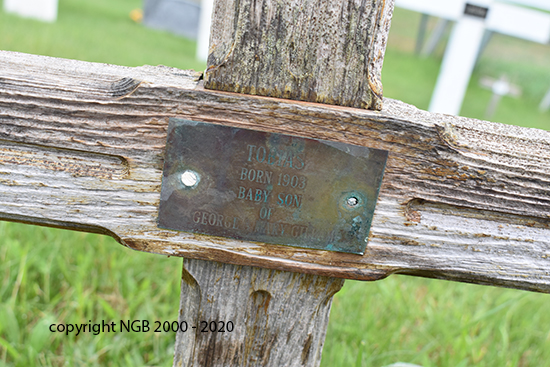 BORN 1903
BABY SON
OF
GEORGE
copyright NGB 2000 - 2020